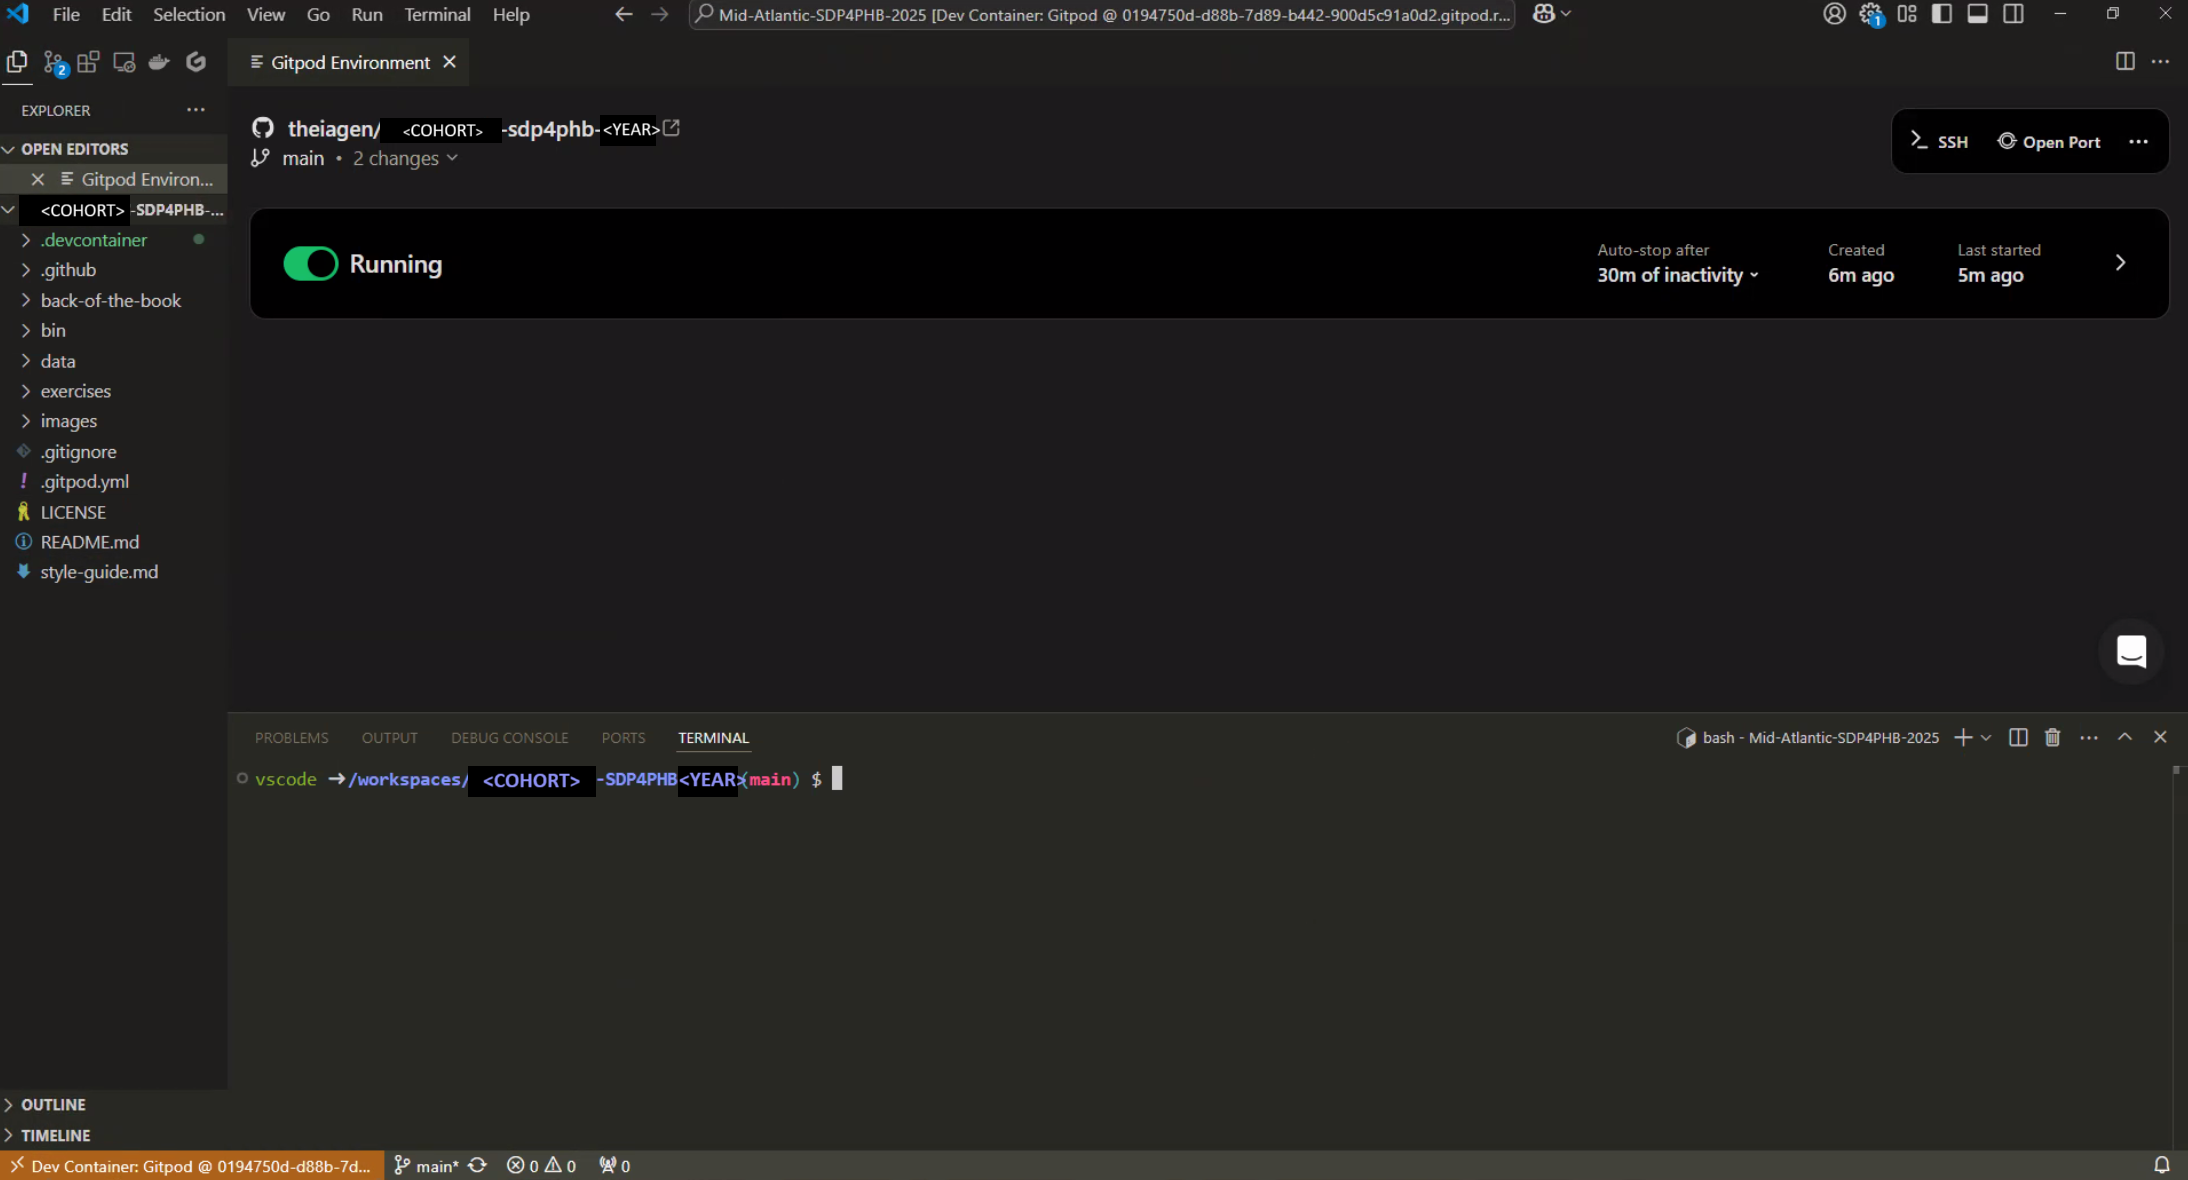 File Edit Selection View Go Run Terminal Help
Mid-Atlantic-SDP4PHB-2025 [Dev Container: Gitpod @ 0194750d-d88b-7d89-b442-900d5c91a0d2.gitpod.r...
1
2
Gitpod Environment
EXPLORER
OPEN EDITORS
Gitpod Environ...
<COHORT> -SDP4PHB-...
.devcontainer
.github
back-of-the-book
bin
data
exercises
images
.gitignore
.gitpod.yml
LICENSE
README.md
style-guide.md
OUTLINE
TIMELINE
theiagen/ <COHORT> -sdp4phb-<YEAR>
main • 2 changes
SSH Open Port
Running
Auto-stop after
30m of inactivity
Created
6m ago
Last started
5m ago
PROBLEMS OUTPUT DEBUG CONSOLE PORTS TERMINAL
bash - Mid-Atlantic-SDP4PHB-2025
vscode ➜ /workspaces/ <COHORT> -SDP4PHB<YEAR> (main) $
Dev Container: Gitpod @ 0194750d-d88b-7d... main* 0 0 0